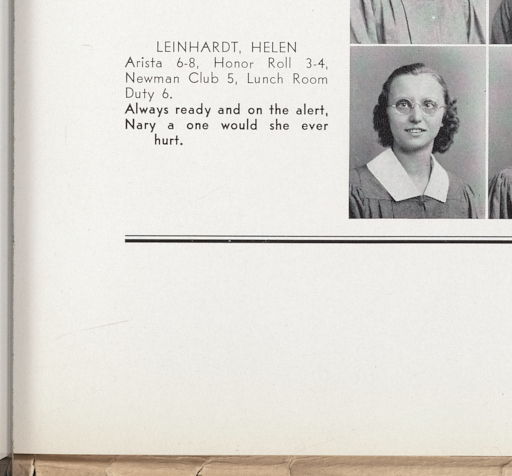 LEINHARDT, HELEN
Arista 6-8, Honor Roll 3-4,
Newman Club 5, Lunch Room
Duty 6.
Always ready and on the alert,
Nary a one would she ever
hurt.